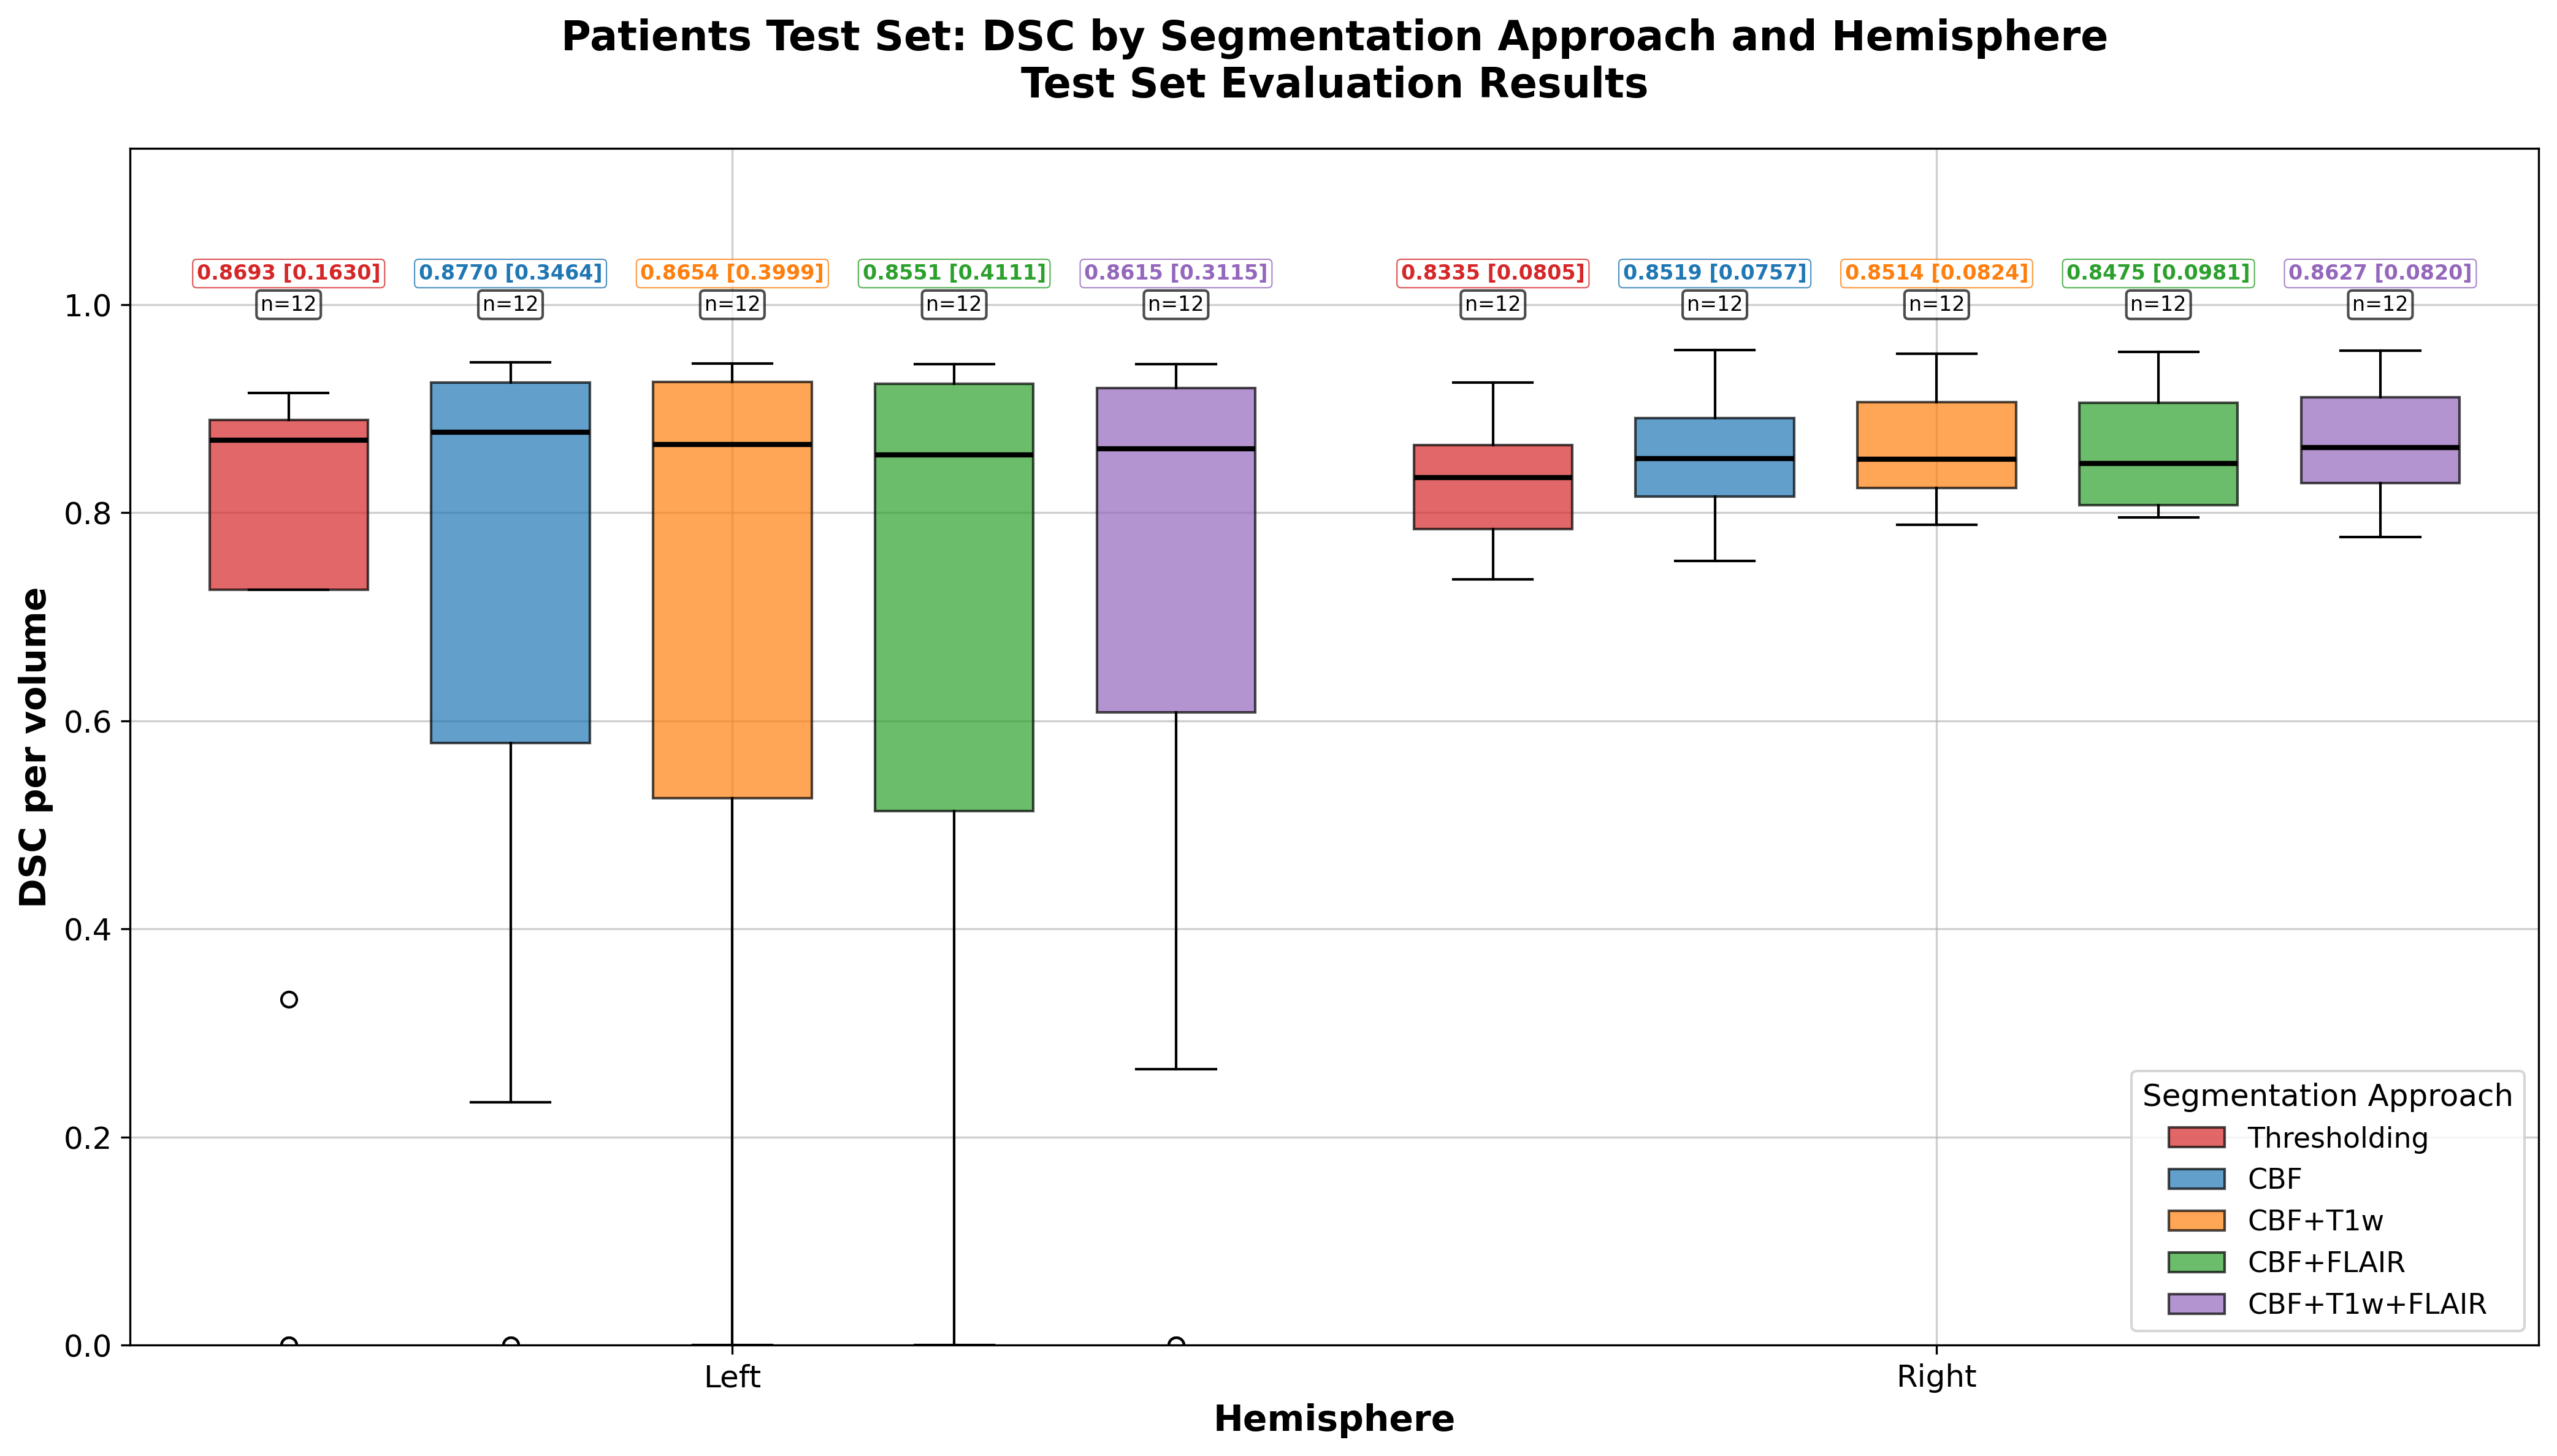 Patients Test Set: DSC by Segmentation Approach and Hemisphere
Test Set Evaluation Results
0.8693 [0.1630] 0.8770 [0.3464] 0.8654 [0.3999] 0.8551 [0.4111] 0.8615 [0.3115] 0.8335 [0.0805] 0.8519 [0.0757] 0.8514 [0.0824] 0.8475 [0.0981] 0.8627 [0.0820]
n=12 n=12 n=12 n=12 n=12 n=12 n=12 n=12 n=12 n=12
1.0
0.8
0.6
0.4
0.2
0.0
DSC per volume
Left Right
Hemisphere
Segmentation Approach
Thresholding
CBF
CBF+T1w
CBF+FLAIR
CBF+T1w+FLAIR